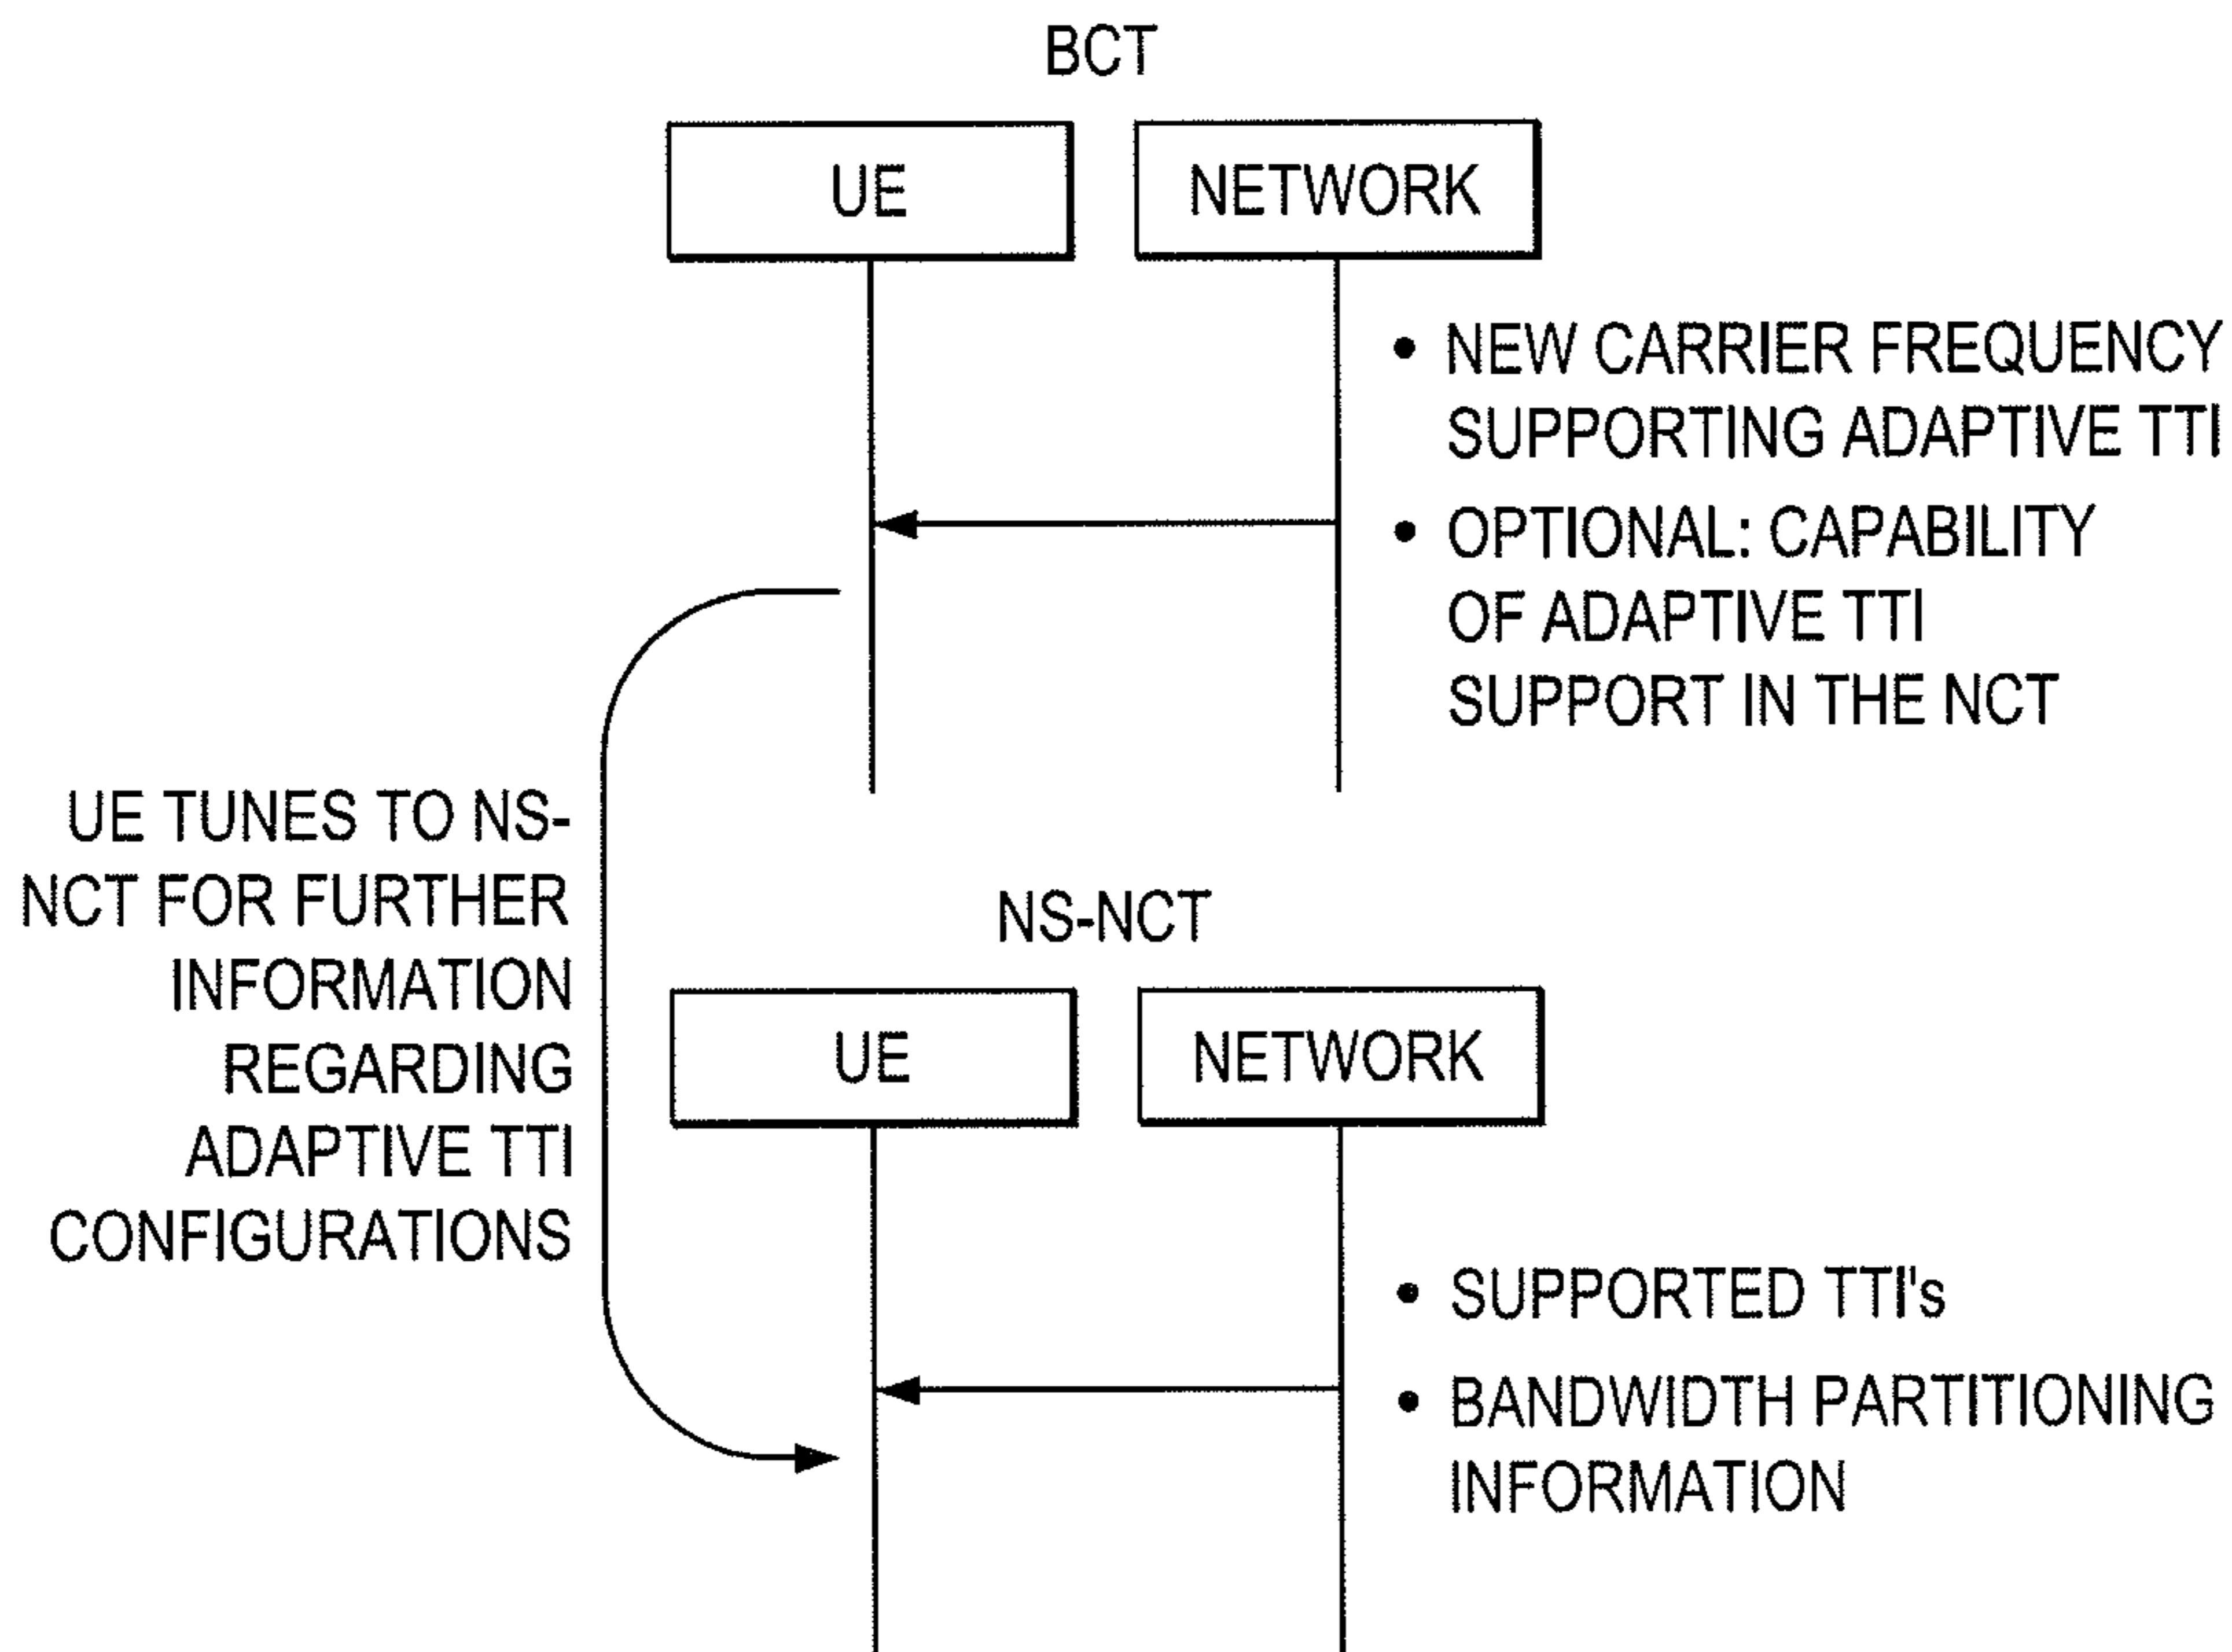 BCT
UE
NETWORK
• NEW CARRIER FREQUENCY
SUPPORTING ADAPTIVE TTI
• OPTIONAL: CAPABILITY
OF ADAPTIVE TTI
SUPPORT IN THE NCT
UE TUNES TO NS-
NCT FOR FURTHER
INFORMATION
REGARDING
ADAPTIVE TTI
CONFIGURATIONS
NS-NCT
UE
NETWORK
• SUPPORTED TTI's
• BANDWIDTH PARTITIONING
INFORMATION